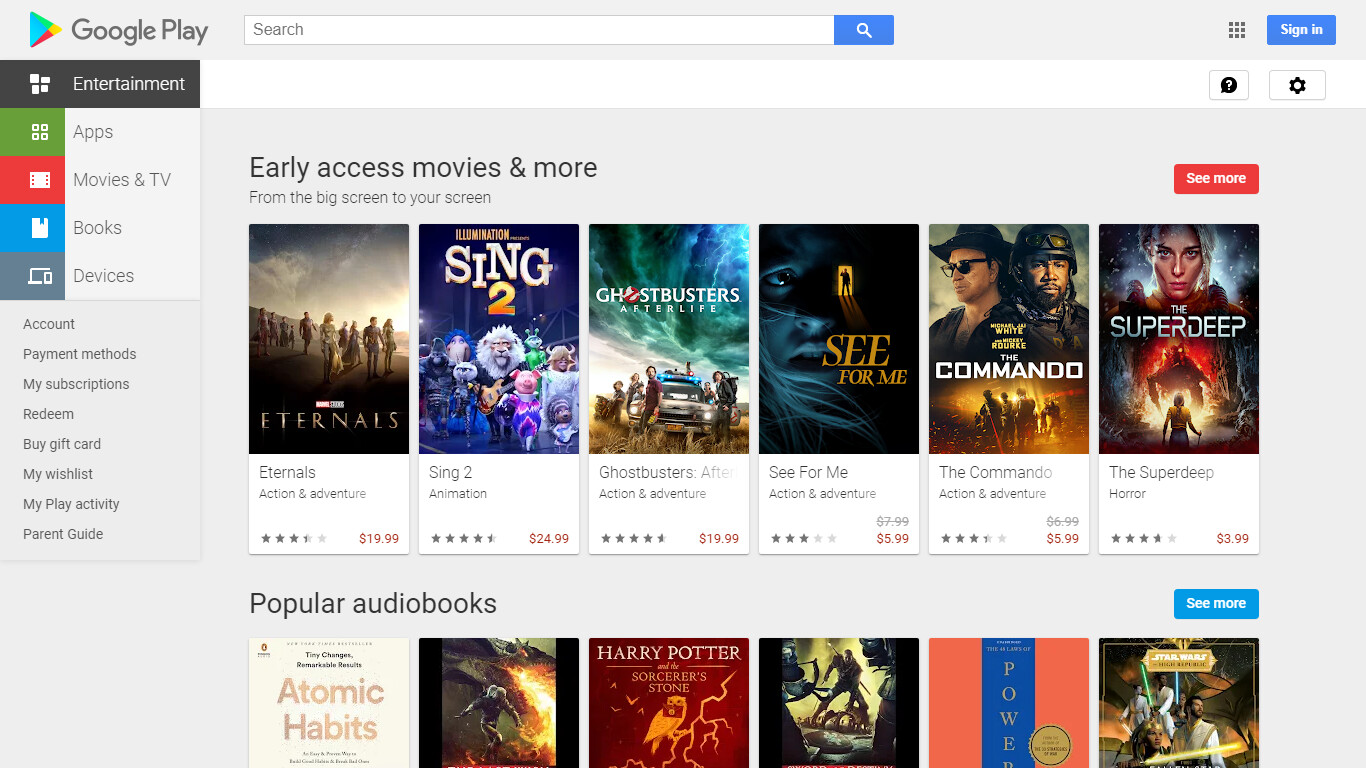 Google Play
Search
Sign in
Entertainment
Apps
Movies & TV
Books
Devices
Account
Payment methods
My subscriptions
Redeem
Buy gift card
My wishlist
My Play activity
Parent Guide
Early access movies & more
From the big screen to your screen
See more
MARVEL STUDIOS
ETERNALS
Eternals
Action & adventure
$19.99
ILLUMINATION PRESENTS
SING
2
Sing 2
Animation
$24.99
GHOSTBUSTERS
AFTERLIFE
Ghostbusters: After
Action & adventure
$19.99
SEE
FOR ME
See For Me
Action & adventure
$7.99
$5.99
MICHAEL JAI
WHITE
AND MICKEY
ROURKE
THE
COMMANDO
The Commando
Action & adventure
$6.99
$5.99
THE
SUPERDEEP
The Superdeep
Horror
$3.99
Popular audiobooks
See more
NEW YORK TIMES BESTSELLER
Tiny Changes,
Remarkable Results
Atomic
Habits
An Easy & Proven Way to
Build Good Habits & Break Bad Ones
HARRY POTTER
and the
SORCERER'S
STONE
THE 48 LAWS OF
P
O
W
E
STAR WARS
THE HIGH REPUBLIC